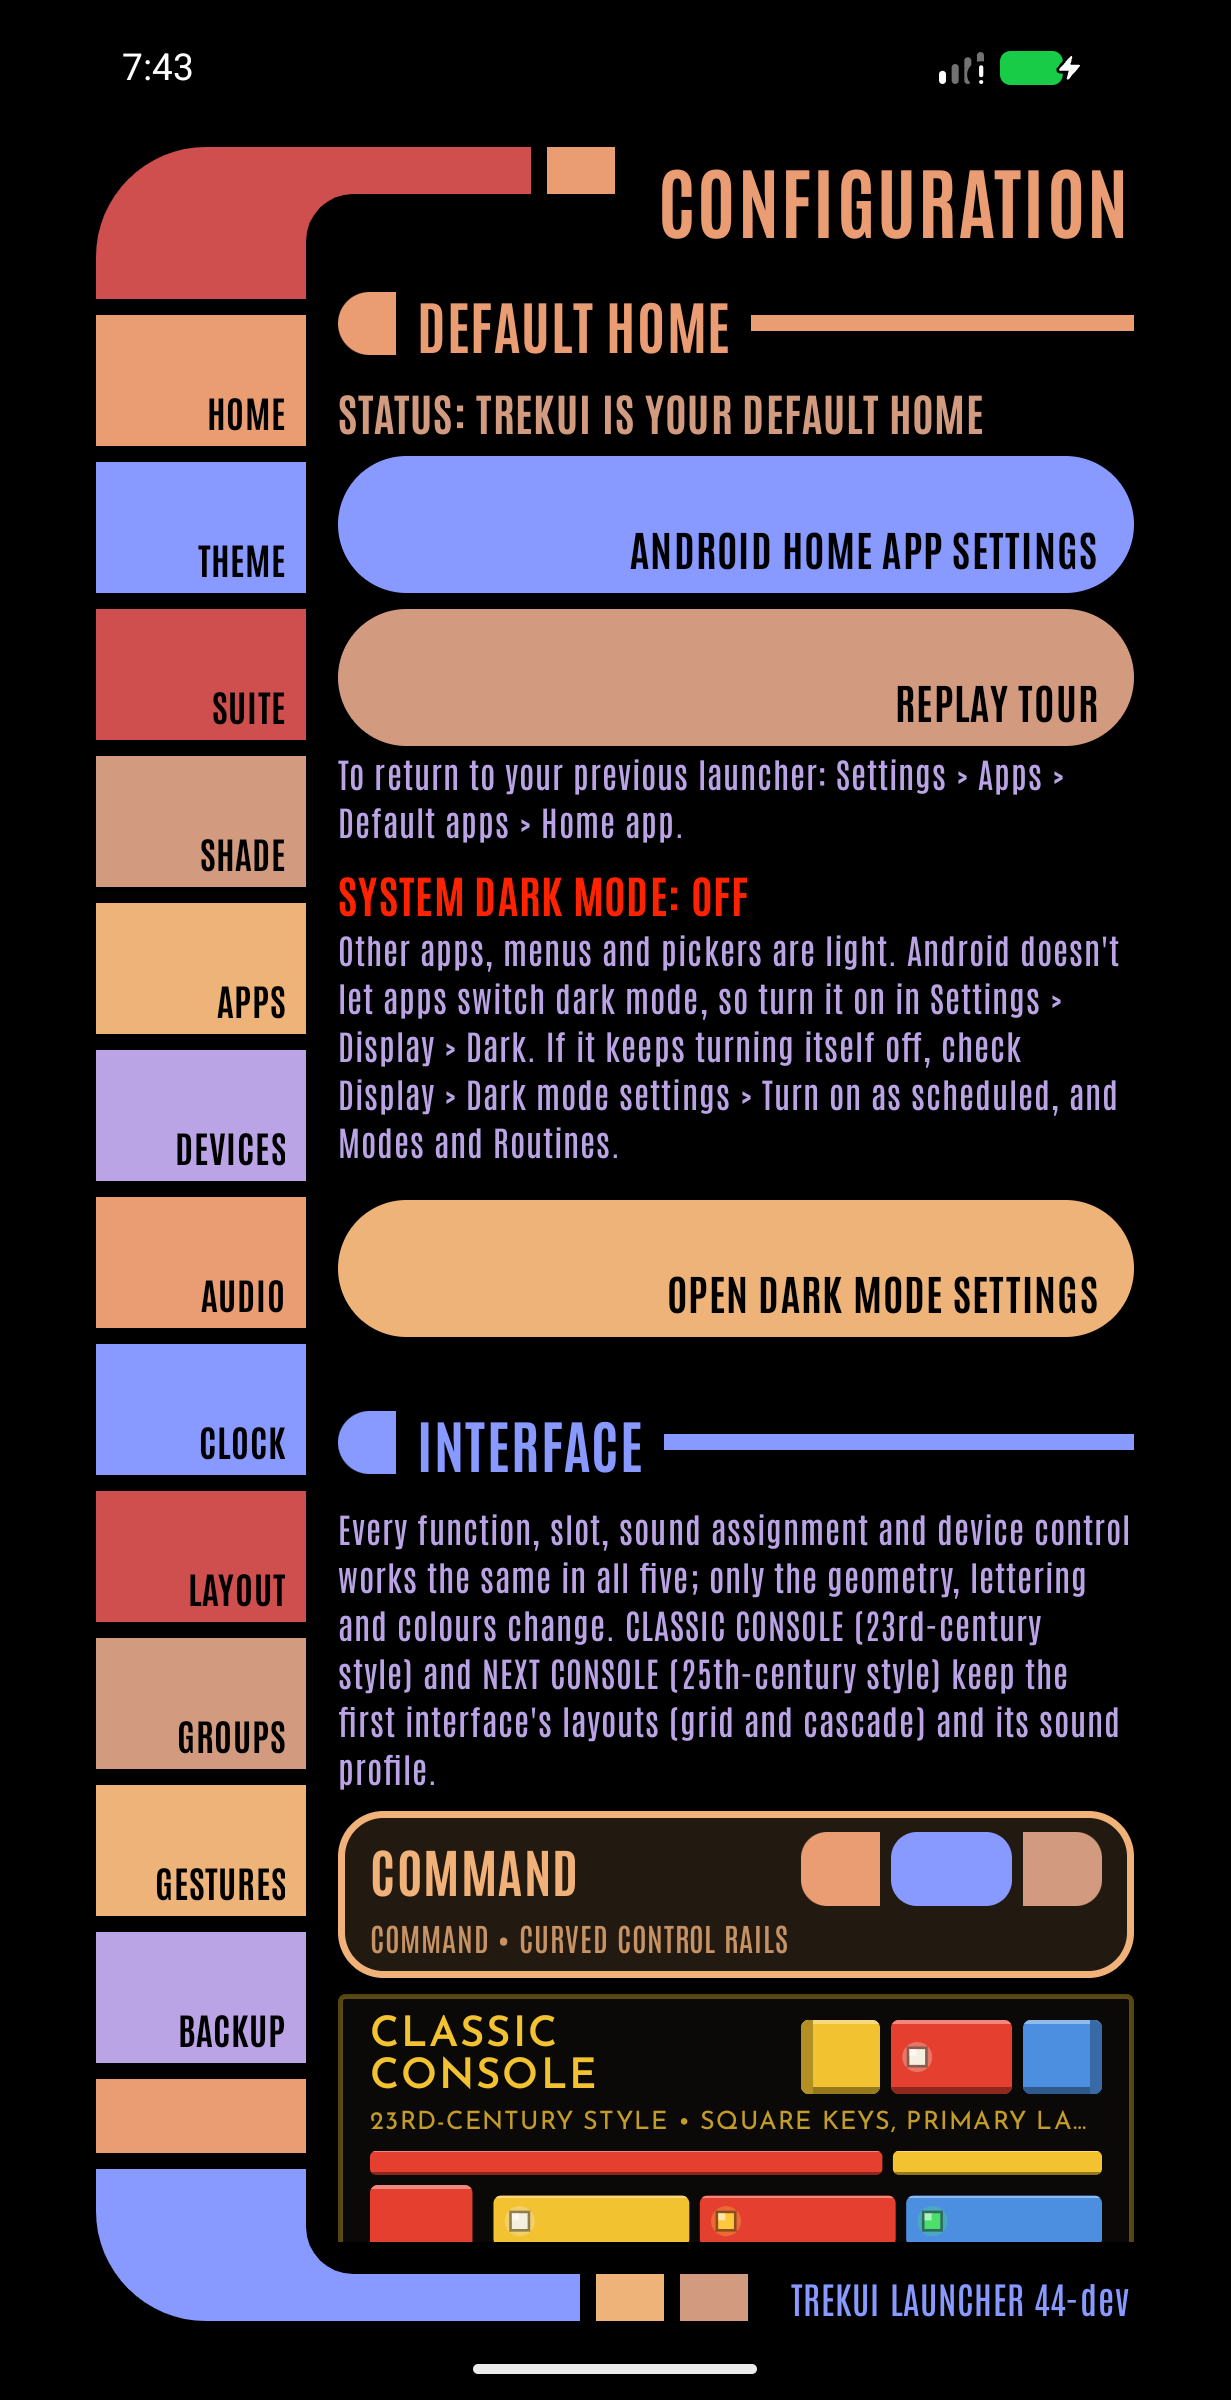 7:43
CONFIGURATION
DEFAULT HOME
HOME
STATUS: TREKUI IS YOUR DEFAULT HOME
THEME
ANDROID HOME APP SETTINGS
SUITE
REPLAY TOUR
To return to your previous launcher: Settings > Apps >
Default apps > Home app.
SHADE
SYSTEM DARK MODE: OFF
Other apps, menus and pickers are light. Android doesn't
let apps switch dark mode, so turn it on in Settings >
Display > Dark. If it keeps turning itself off, check
Display > Dark mode settings > Turn on as scheduled, and
Modes and Routines.
APPS
DEVICES
AUDIO
OPEN DARK MODE SETTINGS
CLOCK
INTERFACE
Every function, slot, sound assignment and device control
works the same in all five; only the geometry, lettering
and colours change. CLASSIC CONSOLE (23rd-century
style) and NEXT CONSOLE (25th-century style) keep the
first interface's layouts (grid and cascade) and its sound
profile.
LAYOUT
GROUPS
GESTURES
COMMAND
COMMAND • CURVED CONTROL RAILS
BACKUP
CLASSIC
CONSOLE
23RD-CENTURY STYLE • SQUARE KEYS, PRIMARY LA...
TREKUI LAUNCHER 44-dev